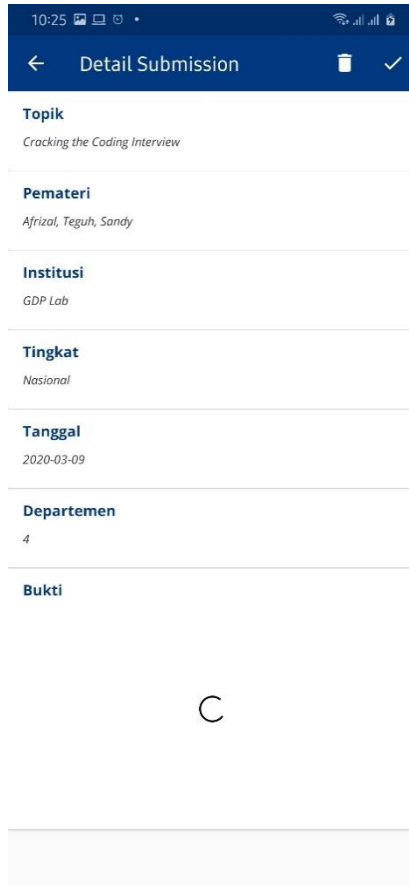 10:25
Detail Submission
Topik
Cracking the Coding Interview
Pemateri
Afrizal, Teguh, Sandy
Institusi
GDP Lab
Tingkat
Nasional
Tanggal
2020-03-09
Departemen
4
Bukti